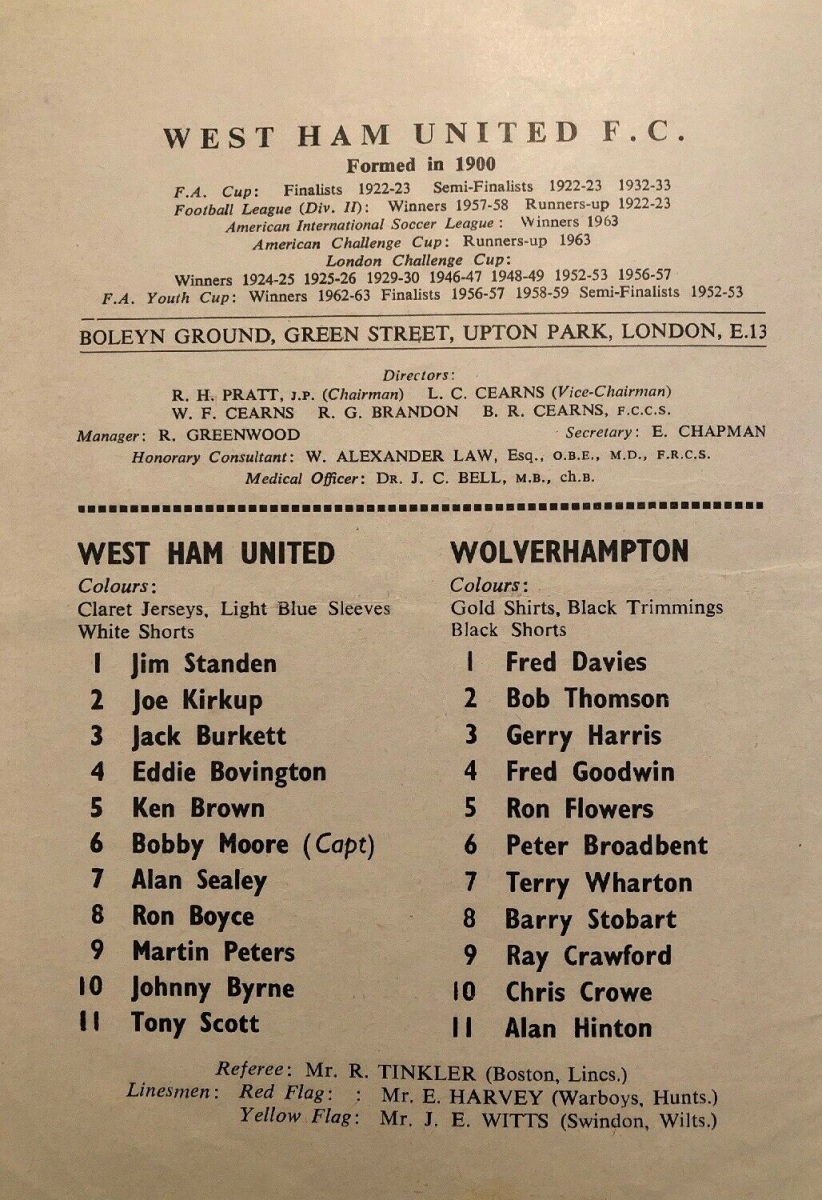 WEST HAM UNITED F.C.
Formed in 1900
F.A. Cup: Finalists 1922-23 Semi-Finalists 1922-23 1932-33
Football League (Div. II): Winners 1957-58 Runners-up 1922-23
American International Soccer League: Winners 1963
American Challenge Cup: Runners-up 1963
London Challenge Cup:
Winners 1924-25 1925-26 1929-30 1946-47 1948-49 1952-53 1956-57
F.A. Youth Cup: Winners 1962-63 Finalists 1956-57 1958-59 Semi-Finalists 1952-53
BOLEYN GROUND, GREEN STREET, UPTON PARK, LONDON, E.13
Directors:
R. H. PRATT, J.P. (Chairman) L. C. CEARNS (Vice-Chairman)
W. F. CEARNS R. G. BRANDON B. R. CEARNS, F.C.C.S.
Manager: R. GREENWOOD Secretary: E. CHAPMAN
Honorary Consultant: W. ALEXANDER LAW, Esq., O.B.E., M.D., F.R.C.S.
Medical Officer: DR. J. C. BELL, M.B., ch.B.
WEST HAM UNITED
Colours:
Claret Jerseys, Light Blue Sleeves
White Shorts
1 Jim Standen
2 Joe Kirkup
3 Jack Burkett
4 Eddie Bovington
5 Ken Brown
6 Bobby Moore (Capt)
7 Alan Sealey
8 Ron Boyce
9 Martin Peters
10 Johnny Byrne
11 Tony Scott
WOLVERHAMPTON
Colours:
Gold Shirts, Black Trimmings
Black Shorts
1 Fred Davies
2 Bob Thomson
3 Gerry Harris
4 Fred Goodwin
5 Ron Flowers
6 Peter Broadbent
7 Terry Wharton
8 Barry Stobart
9 Ray Crawford
10 Chris Crowe
11 Alan Hinton
Referee: Mr. R. TINKLER (Boston, Lincs.)
Linesmen: Red Flag: : Mr. E. HARVEY (Warboys, Hunts.)
Yellow Flag: Mr. J. E. WITTS (Swindon, Wilts.)